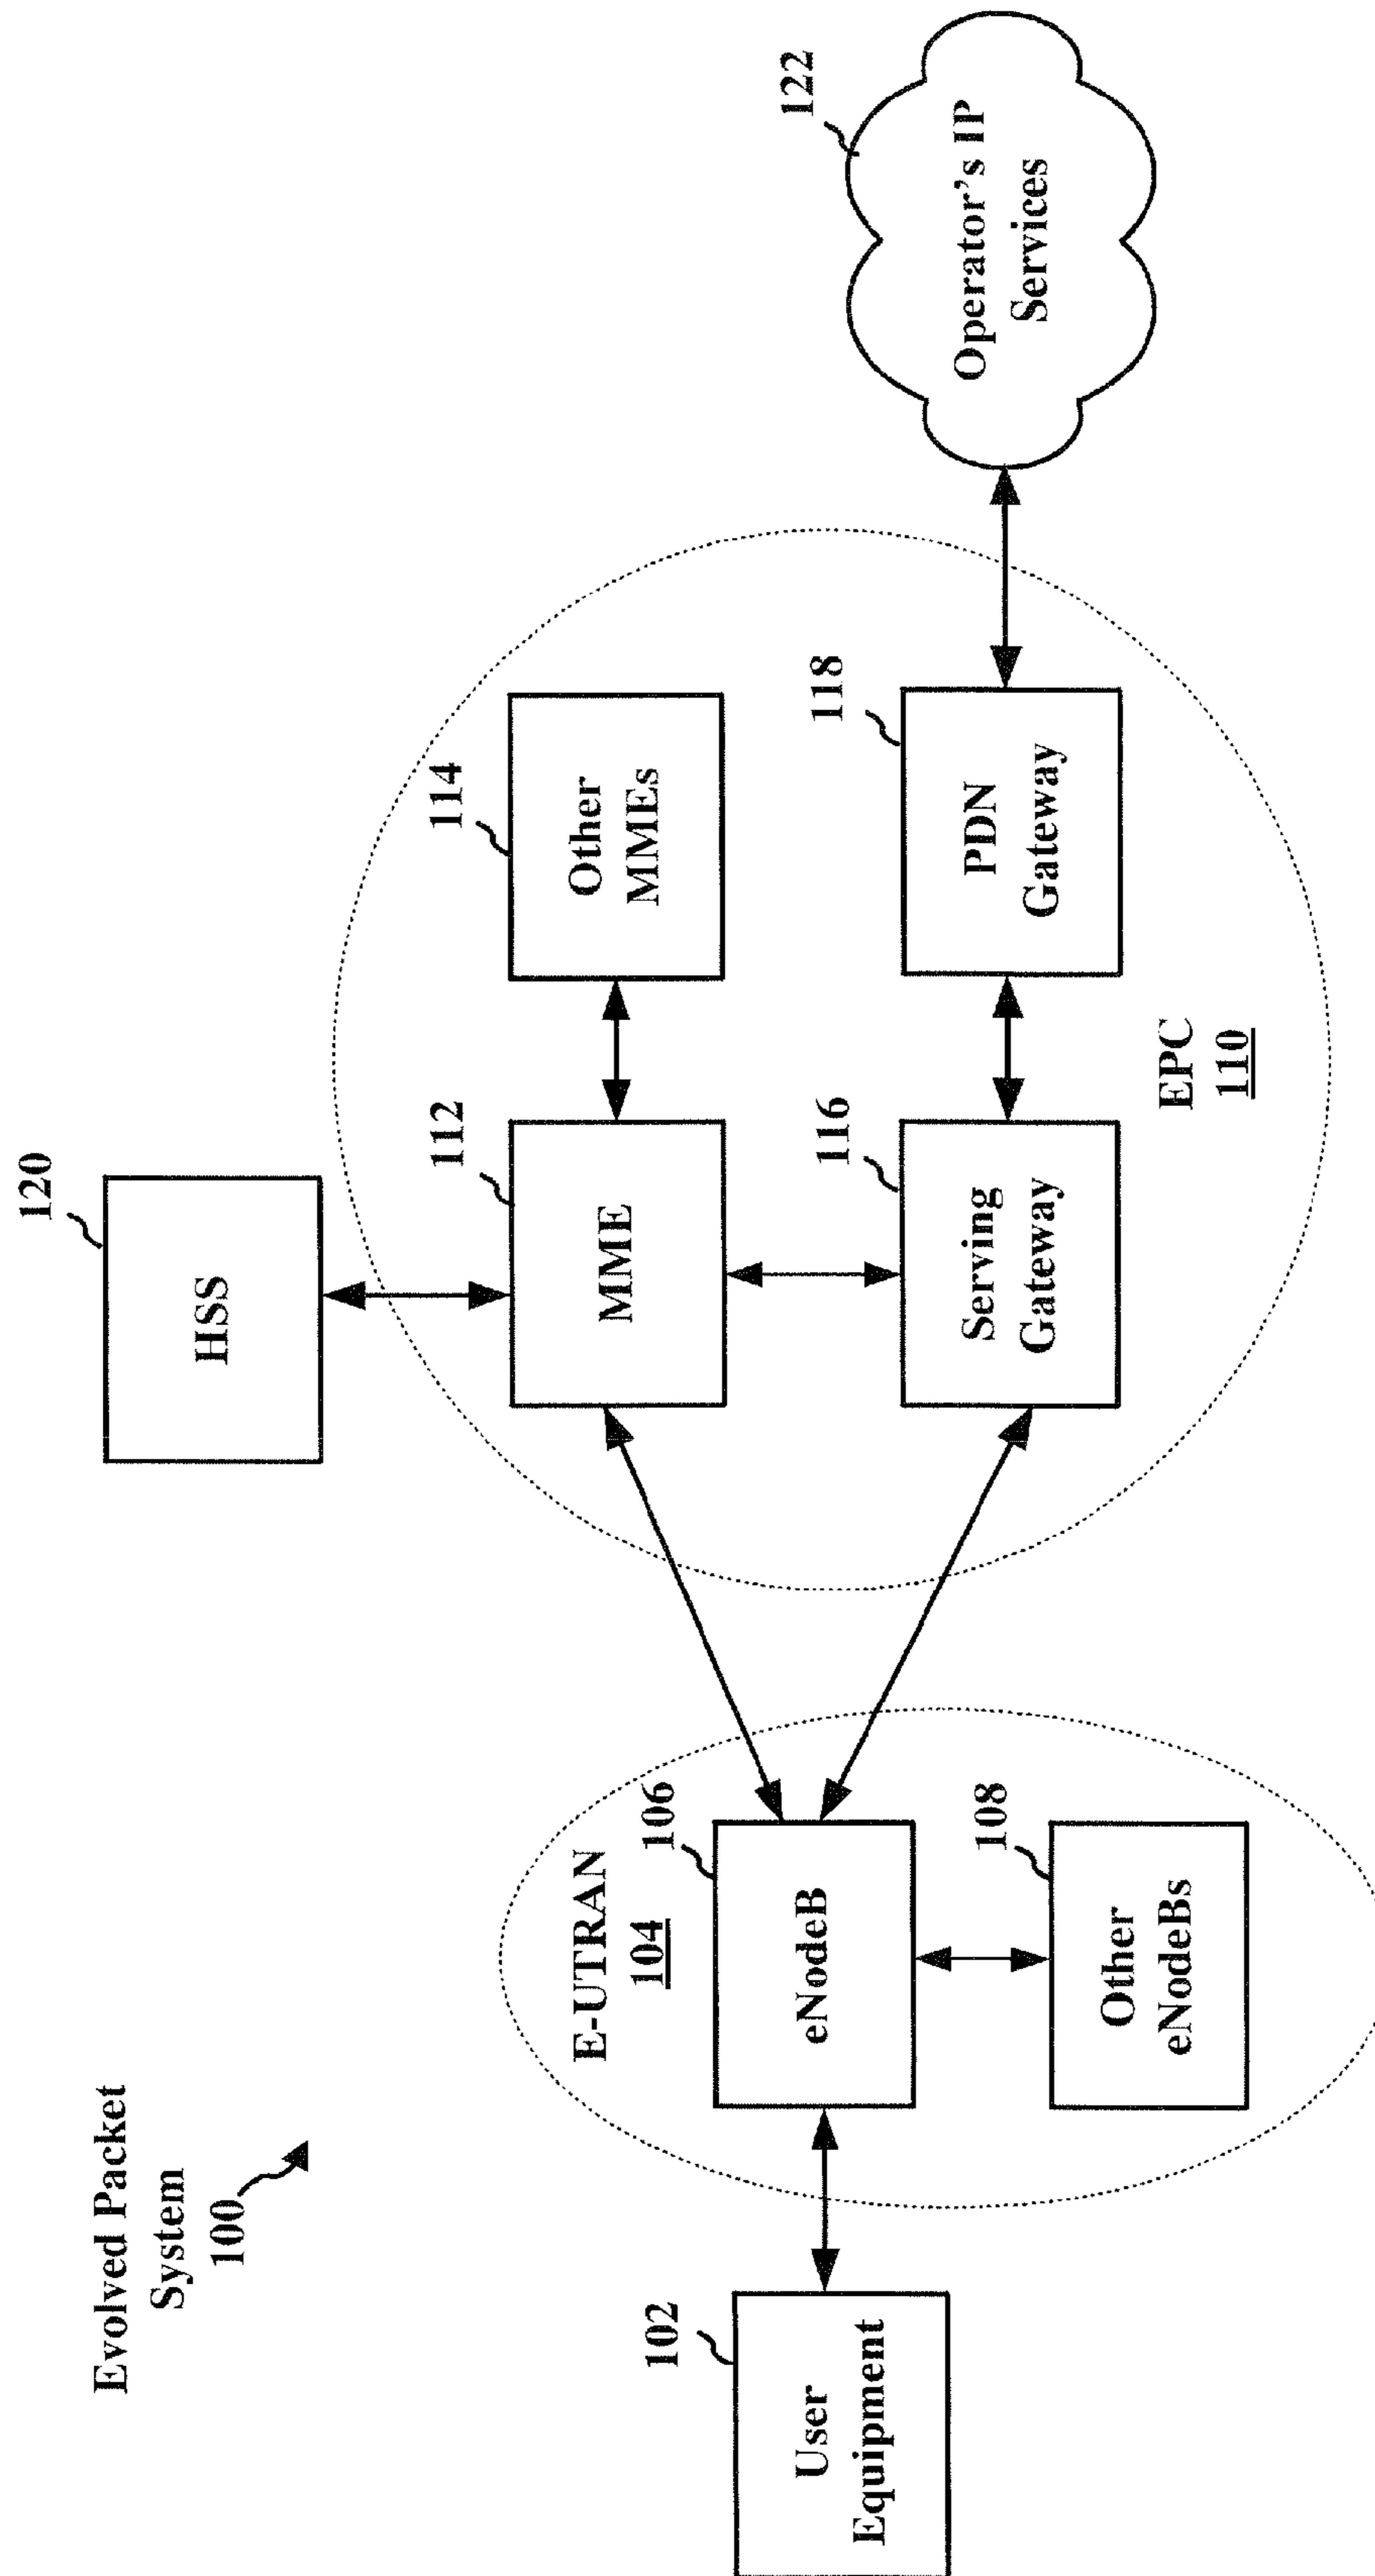 Evolved Packet
System
100
120
HSS
112
MME
114
Other
MMEs
116
Serving
Gateway
118
PDN
Gateway
EPC
110
122
Operator's IP
Services
E-UTRAN
104
106
eNodeB
108
Other
eNodeBs
102
User
Equipment